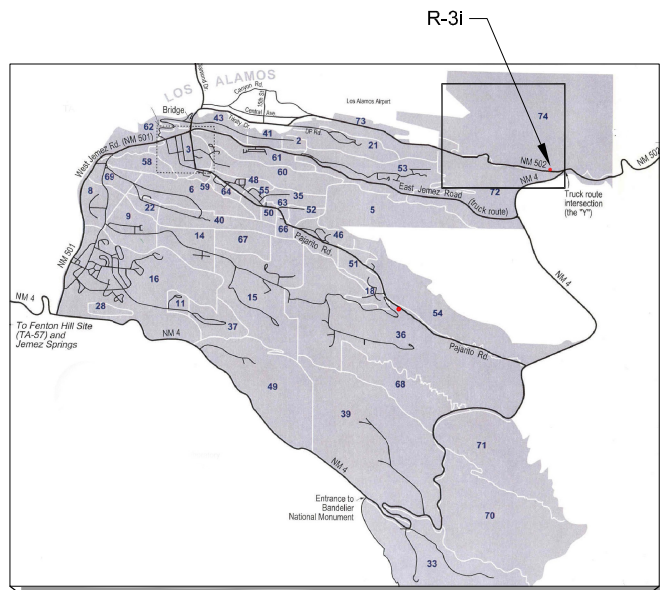 R-3i
LOS ALAMOS
Diamond Dr
Canyon Rd.
15th St
Central Ave.
Trinity Dr
Los Alamos Airport
Bridge
DP Rd.
West Jemez Rd. (NM 501)
62
43
41
2
73
21
74
58
3
61
53
NM 502
NM 502
NM 4
69
60
East Jemez Road
(truck route)
72
Truck route
intersection
(the "Y")
8
6
59
64
48
55
63
35
22
9
40
50
52
5
14
67
66
Pajarito Rd.
46
51
NM 501
16
15
18
54
NM 4
NM 4
28
11
37
36
To Fenton Hill Site
(TA-57) and
Jemez Springs
NM 4
Pajarito Rd.
49
68
39
71
NM 4
70
Entrance to
Bandelier
National Monument
33